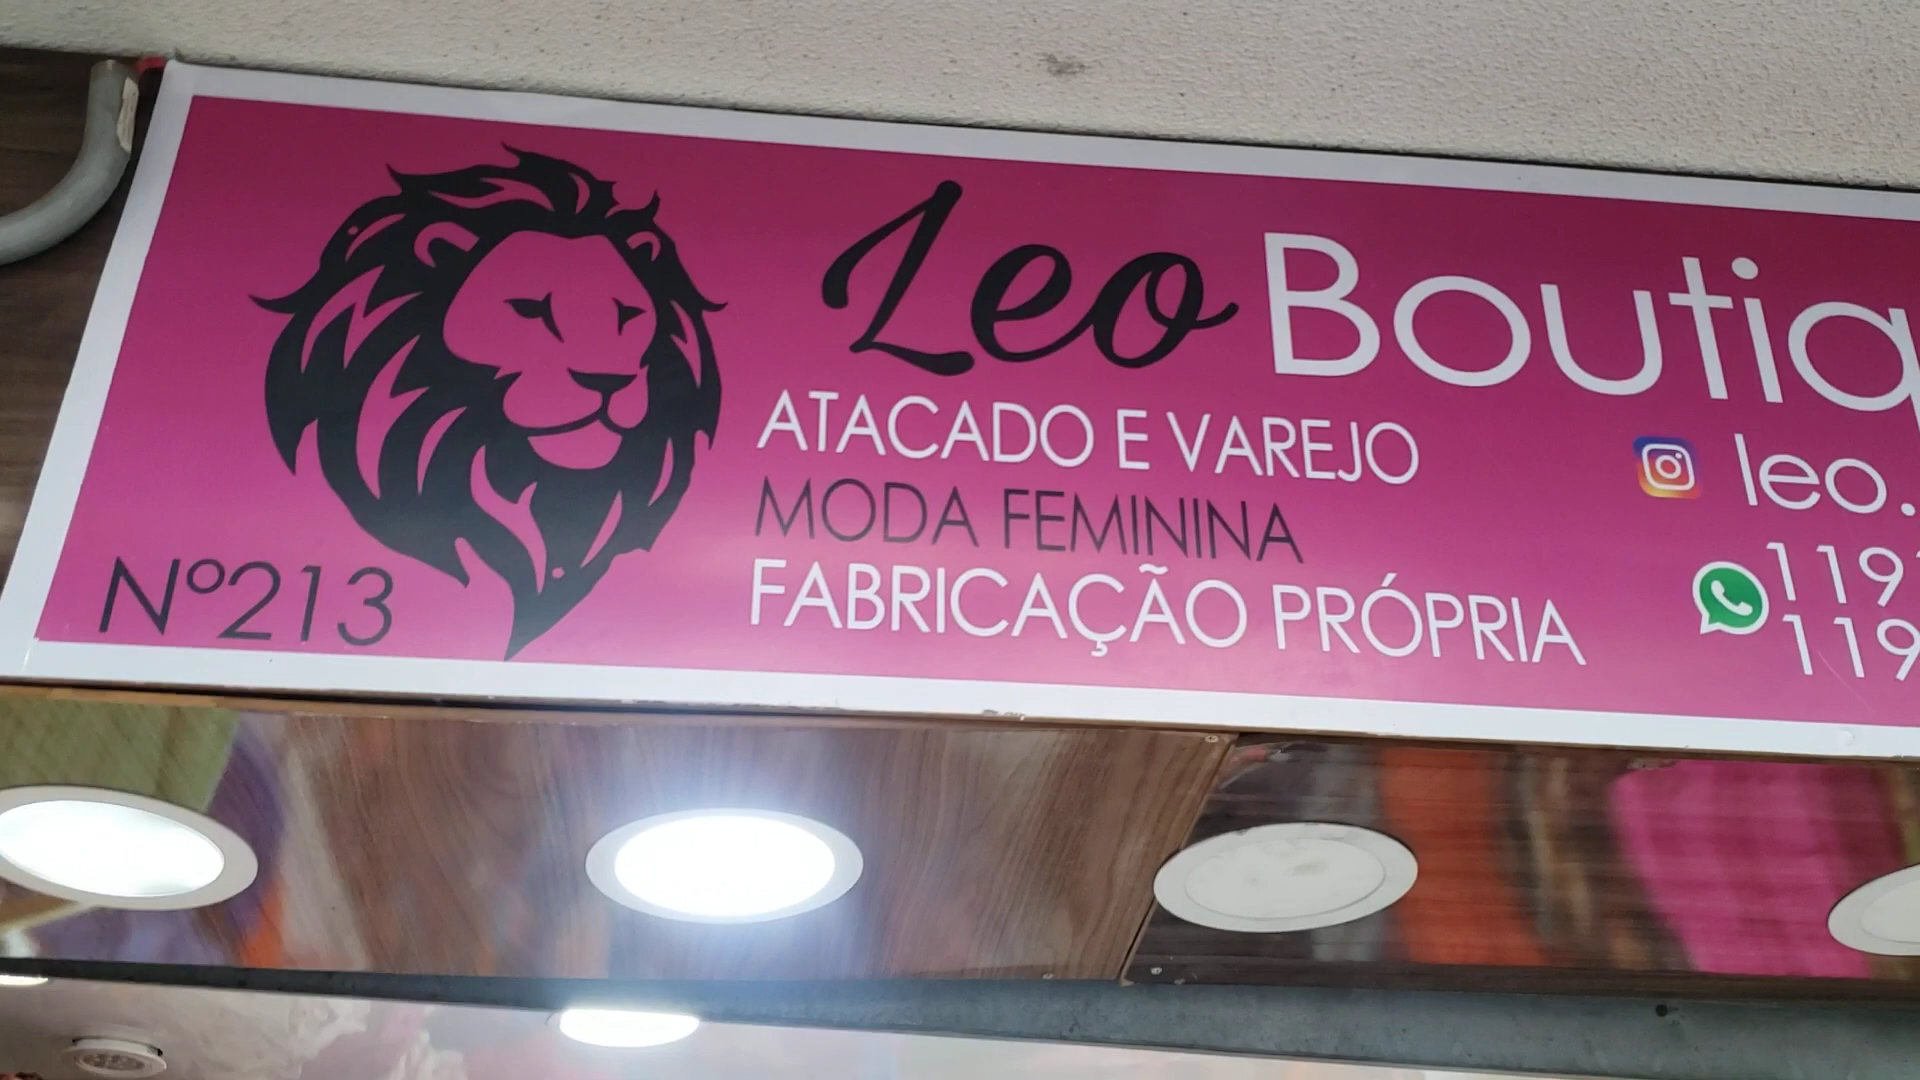 Leo Boutiq
ATACADO E VAREJO
MODA FEMININA
FABRICAÇÃO PRÓPRIA
Nº213
leo.
119
119